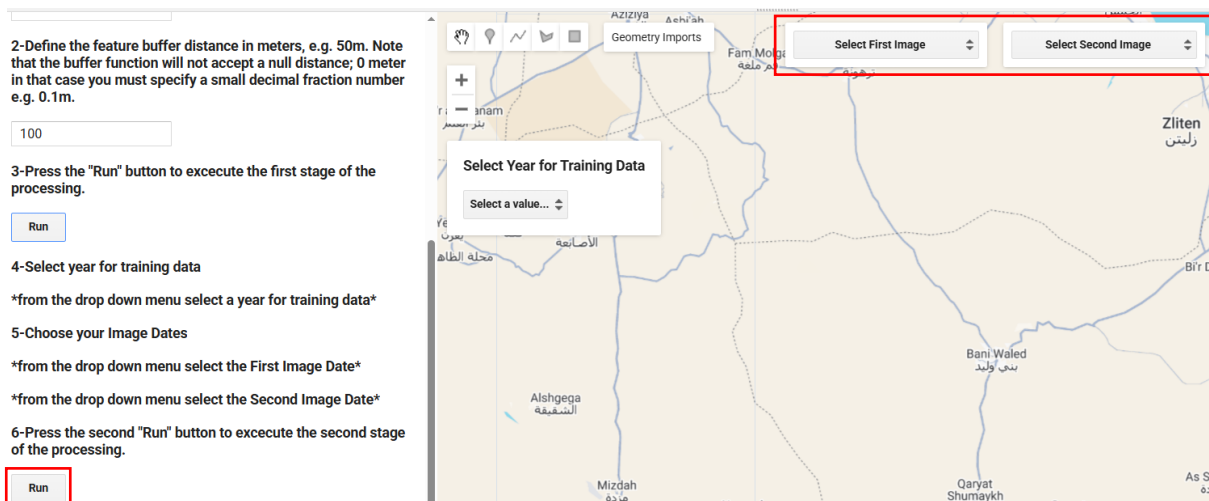 2-Define the feature buffer distance in meters, e.g. 50m. Note
that the buffer function will not accept a null distance; 0 meter
in that case you must specify a small decimal fraction number
e.g. 0.1m.
100
3-Press the "Run" button to excecute the first stage of the
processing.
Run
4-Select year for training data
*from the drop down menu select a year for training data*
5-Choose your Image Dates
*from the drop down menu select the First Image Date*
*from the drop down menu select the Second Image Date*
6-Press the second "Run" button to excecute the second stage
of the processing.
Run
Aziziya
Geometry Imports
Select First Image
Select Second Image
Fam Molga
فم ملغة
ترهونة
Zliten
زليتن
Select Year for Training Data
Select a value...
الأصابعة
Bi'r D
Bani Waled
بني وليد
Alshgega
الشقيقة
Mizdah
مزدة
Qaryat
Shumaykh
As S